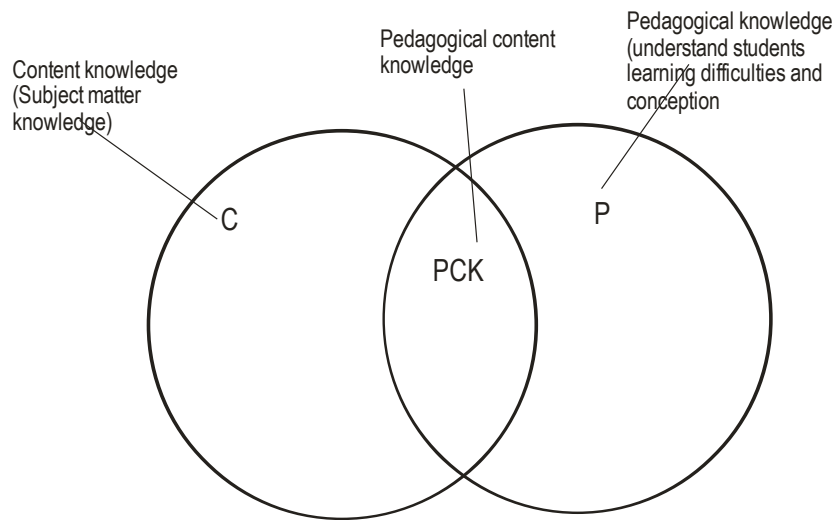 Content knowledge
(Subject matter
knowledge)
Pedagogical content
knowledge
Pedagogical knowledge
(understand students
learning difficulties and
conception
C
PCK
P